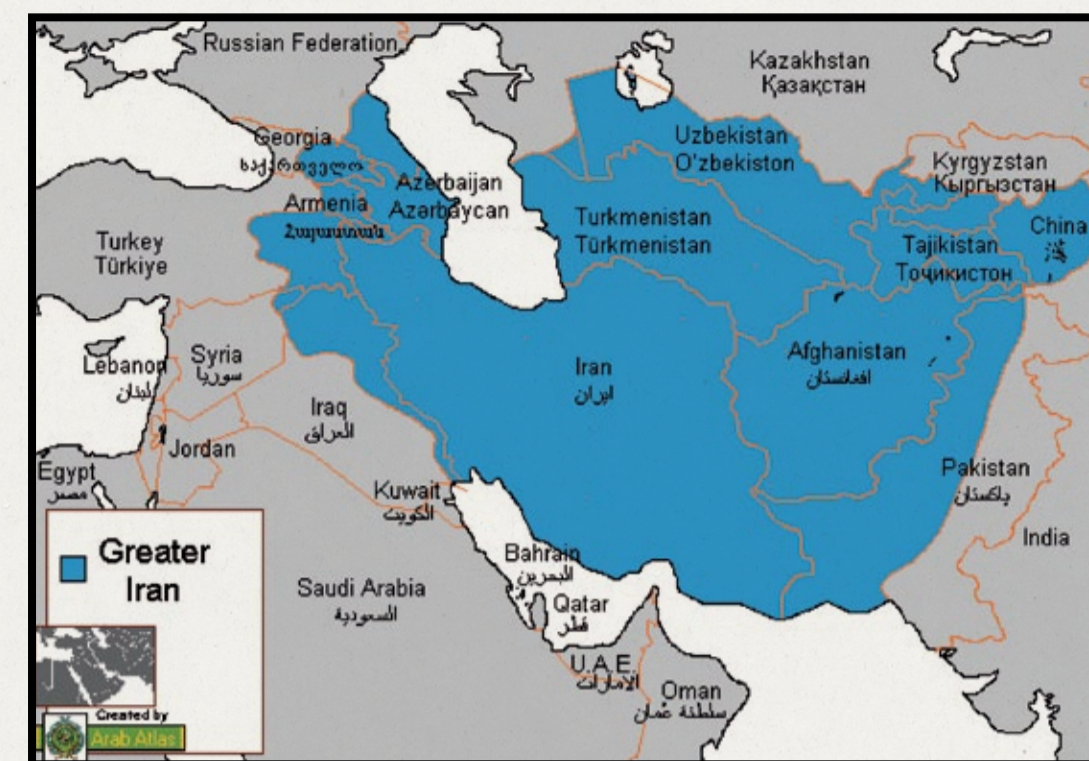 Russian Federation
Kazakhstan
Қазақстан
Georgia
საქართველო
Uzbekistan
O'zbekiston
Kyrgyzstan
Кыргызстан
Azerbaijan
Azərbaycan
Armenia
Հայաստան
Turkmenistan
Türkmenistan
China
Tajikistan
Тоҷикистон
Turkey
Türkiye
Lebanon
لبنان
Syria
سوريا
Iran
ایران
Afghanistan
افغانستان
Iraq
العراق
Jordan
Egypt
مصر
Kuwait
الكويت
Pakistan
پاکستان
India
Greater
Iran
Bahrain
البحرين
Saudi Arabia
السعودية
Qatar
قطر
U.A.E.
الامارات
Oman
سلطنة عُمان
Created by
Arab Atlas